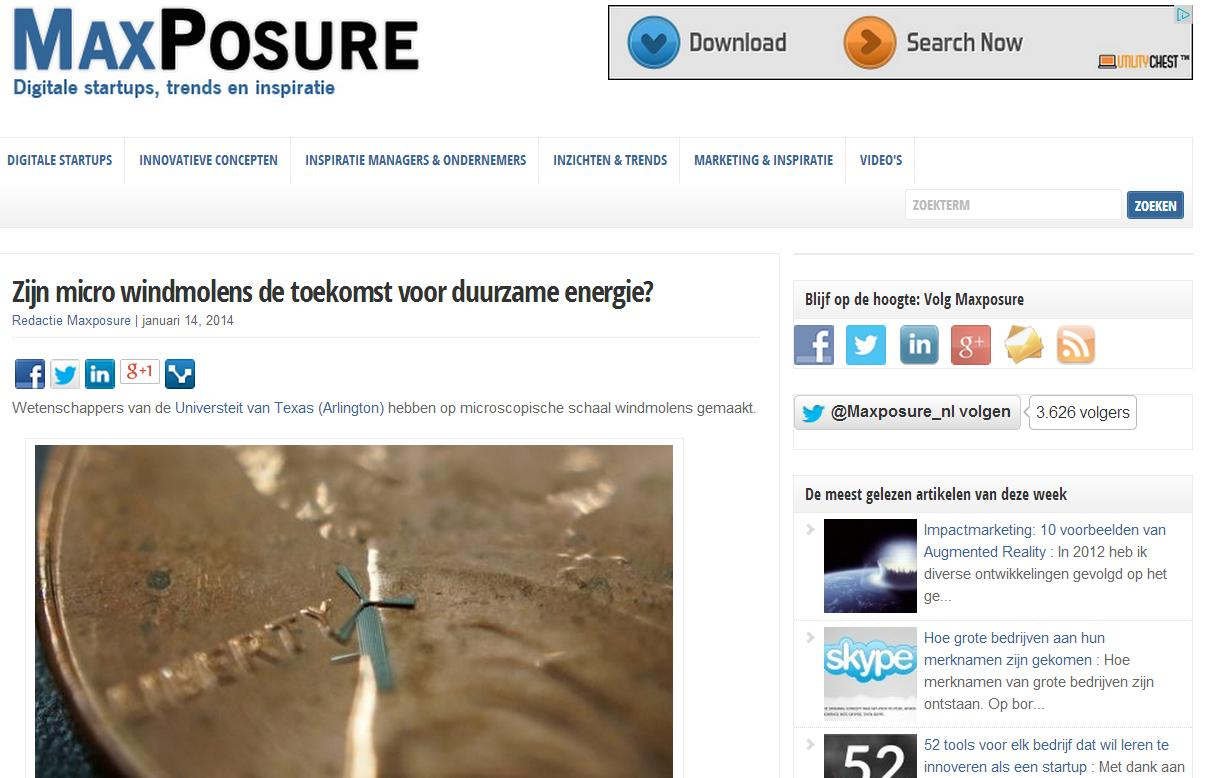 MAXPOSURE
Digitale startups, trends en inspiratie
Download
Search Now
UTILITYCHEST™
DIGITALE STARTUPS
INNOVATIEVE CONCEPTEN
INSPIRATIE MANAGERS & ONDERNEMERS
INZICHTEN & TRENDS
MARKETING & INSPIRATIE
VIDEO'S
ZOEKTERM
ZOEKEN
Zijn micro windmolens de toekomst voor duurzame energie?
Redactie Maxposure | januari 14, 2014
f
in
g+1
Wetenschappers van de Universteit van Texas (Arlington) hebben op microscopische schaal windmolens gemaakt.
LIBERTY
Blijf op de hoogte: Volg Maxposure
f
in
g+
@Maxposure_nl volgen
3.626 volgers
De meest gelezen artikelen van deze week
Impactmarketing: 10 voorbeelden van
Augmented Reality : In 2012 heb ik
diverse ontwikkelingen gevolgd op het
ge...
skype
Hoe grote bedrijven aan hun
merknamen zijn gekomen : Hoe
merknamen van grote bedrijven zijn
ontstaan. Op bor...
52
52 tools voor elk bedrijf dat wil leren te
innoveren als een startup : Met dank aan